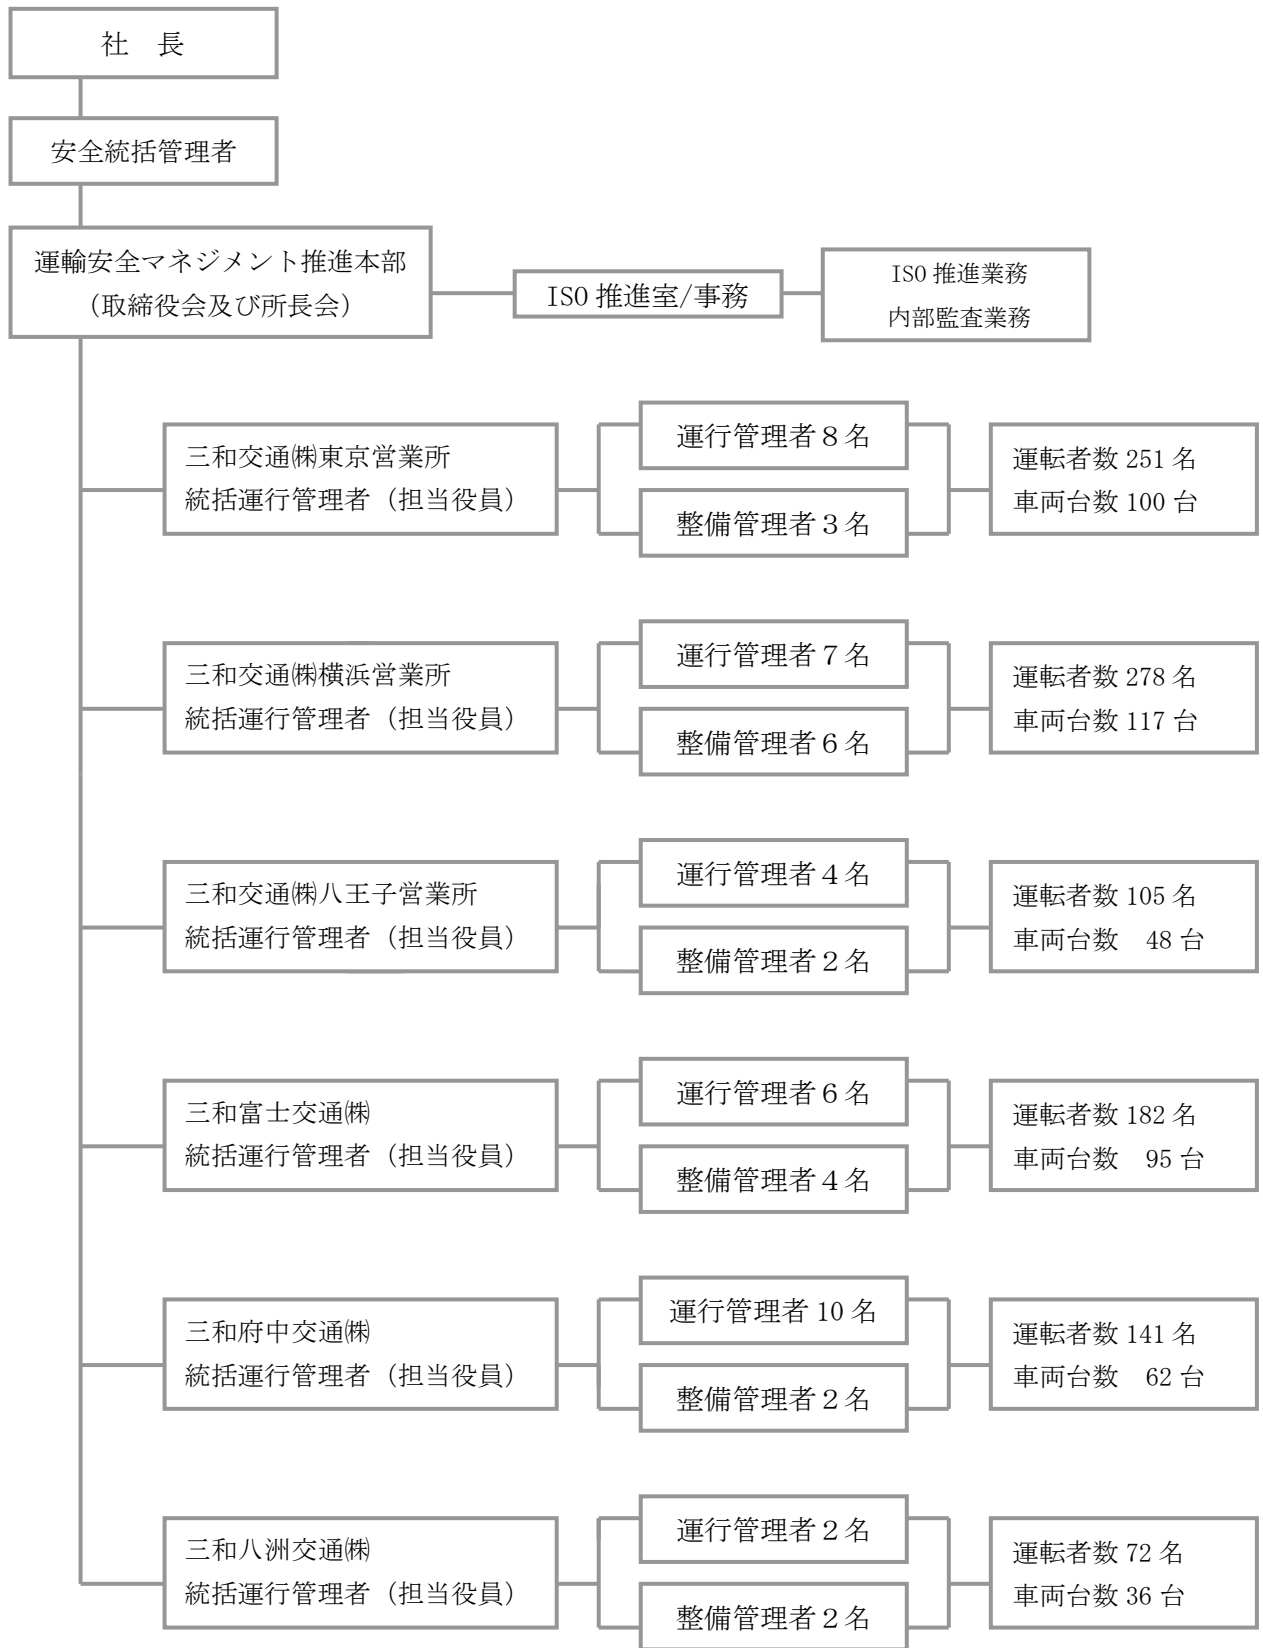 社　長
安全統括管理者
運輸安全マネジメント推進本部
（取締役会及び所長会）
ISO 推進室/事務
ISO 推進業務
内部監査業務
三和交通㈱東京営業所
統括運行管理者（担当役員）
運行管理者８名
整備管理者３名
運転者数 251 名
車両台数 100 台
三和交通㈱横浜営業所
統括運行管理者（担当役員）
運行管理者７名
整備管理者６名
運転者数 278 名
車両台数 117 台
三和交通㈱八王子営業所
統括運行管理者（担当役員）
運行管理者４名
整備管理者２名
運転者数 105 名
車両台数　48 台
三和富士交通㈱
統括運行管理者（担当役員）
運行管理者６名
整備管理者４名
運転者数 182 名
車両台数　95 台
三和府中交通㈱
統括運行管理者（担当役員）
運行管理者 10 名
整備管理者２名
運転者数 141 名
車両台数　62 台
三和八洲交通㈱
統括運行管理者（担当役員）
運行管理者２名
整備管理者２名
運転者数 72 名
車両台数 36 台